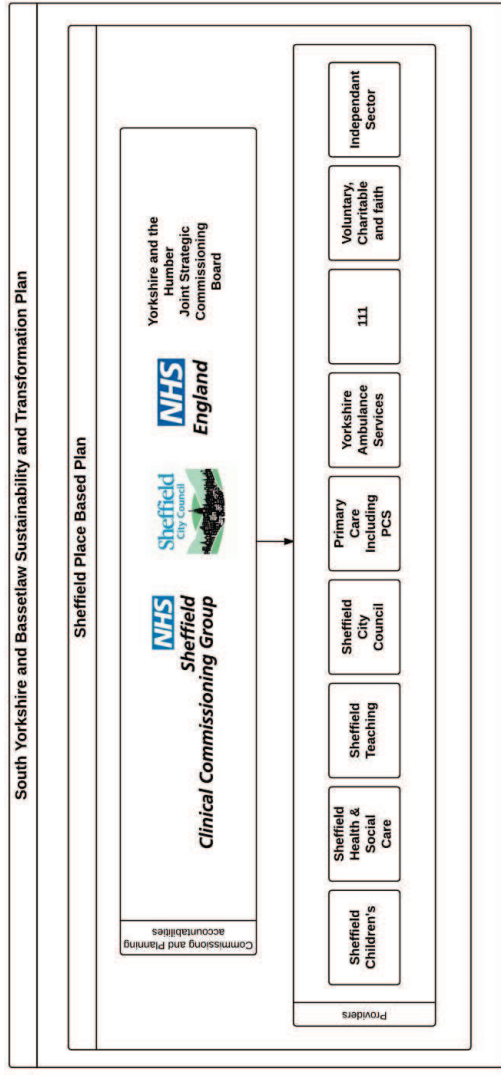 South Yorkshire and Bassetlaw Sustainability and Transformation Plan
Sheffield Place Based Plan
Commissiong and Planning
accountabilities
NHS
Sheffield
Clinical Commissioning Group
Sheffield
City Council
NHS
England
Yorkshire and the
Humber
Joint Strategic
Commissioning
Board
Providers
Sheffield
Children's
Sheffield
Health &
Social
Care
Sheffield
Teaching
Sheffield
City
Council
Primary
Care
Including
PCS
Yorkshire
Ambulance
Services
111
Voluntary,
Charitable
and faith
Independant
Sector